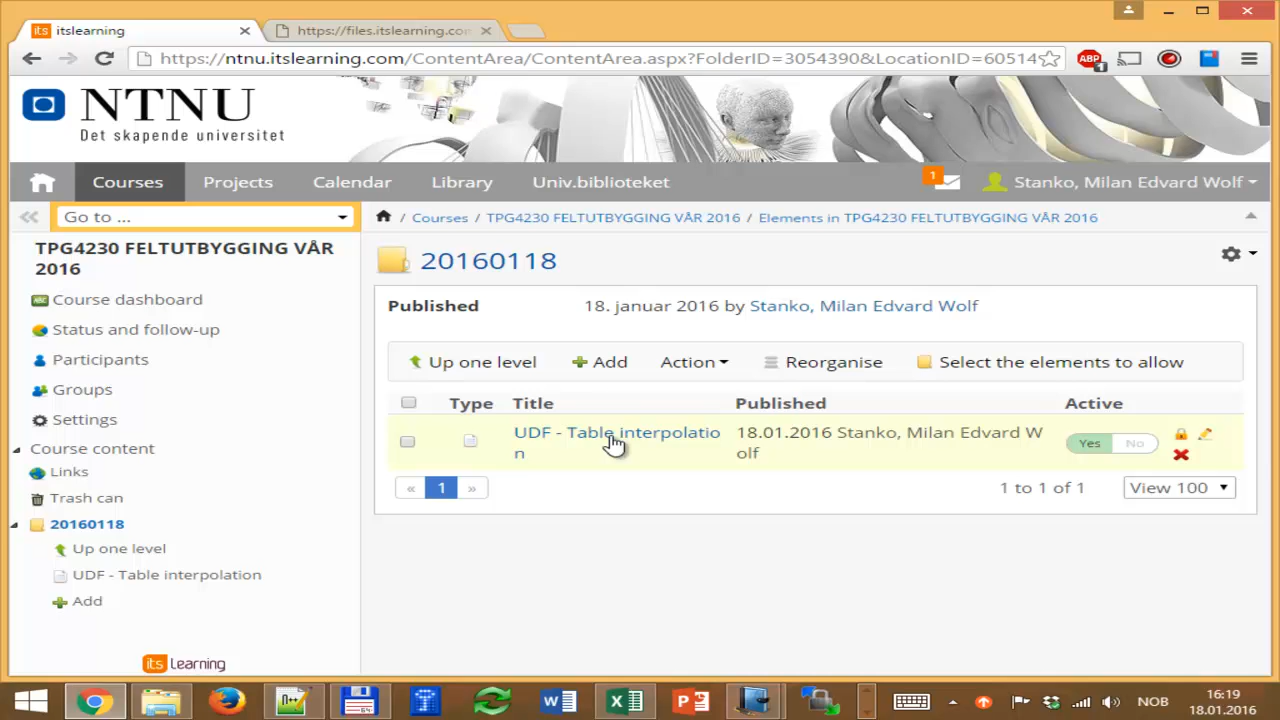 its itslearning
https://files.itslearning.con
https://ntnu.itslearning.com/ContentArea/ContentArea.aspx?FolderID=3054390&LocationID=60514
ABP
1
NTNU
Det skapende universitet
Courses Projects Calendar Library Univ.biblioteket 1 Stanko, Milan Edvard Wolf
Go to ...
/ Courses / TPG4230 FELTUTBYGGING VÅR 2016 / Elements in TPG4230 FELTUTBYGGING VÅR 2016
TPG4230 FELTUTBYGGING VÅR
2016
Course dashboard
Status and follow-up
Participants
Groups
Settings
Course content
Links
Trash can
20160118
Up one level
UDF - Table interpolation
Add
its Learning
20160118
Published 18. januar 2016 by Stanko, Milan Edvard Wolf
Up one level Add Action Reorganise Select the elements to allow
Type Title Published Active
UDF - Table interpolatio 18.01.2016 Stanko, Milan Edvard W Yes No
n olf
« 1 » 1 to 1 of 1 View 100
NOB
16:19
18.01.2016